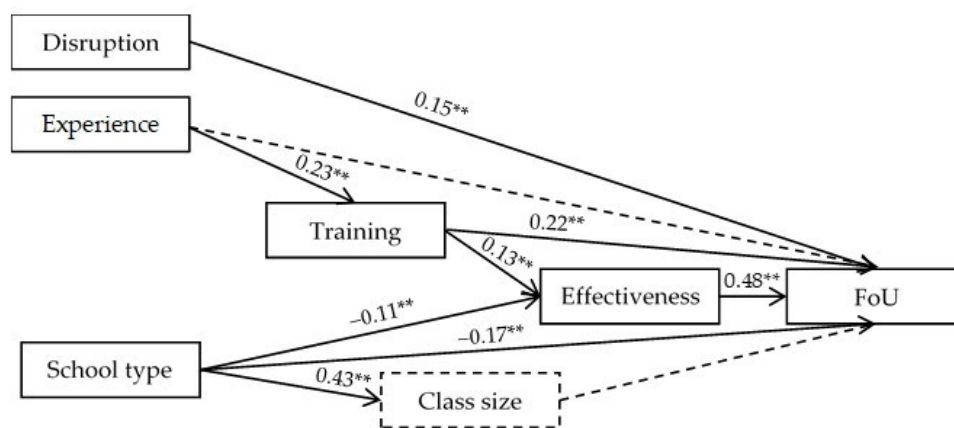 Disruption
0.15**
Experience
0.23**
Training
0.22**
0.13**
Effectiveness
0.48**
FoU
–0.11**
–0.17**
School type
0.43**
Class size